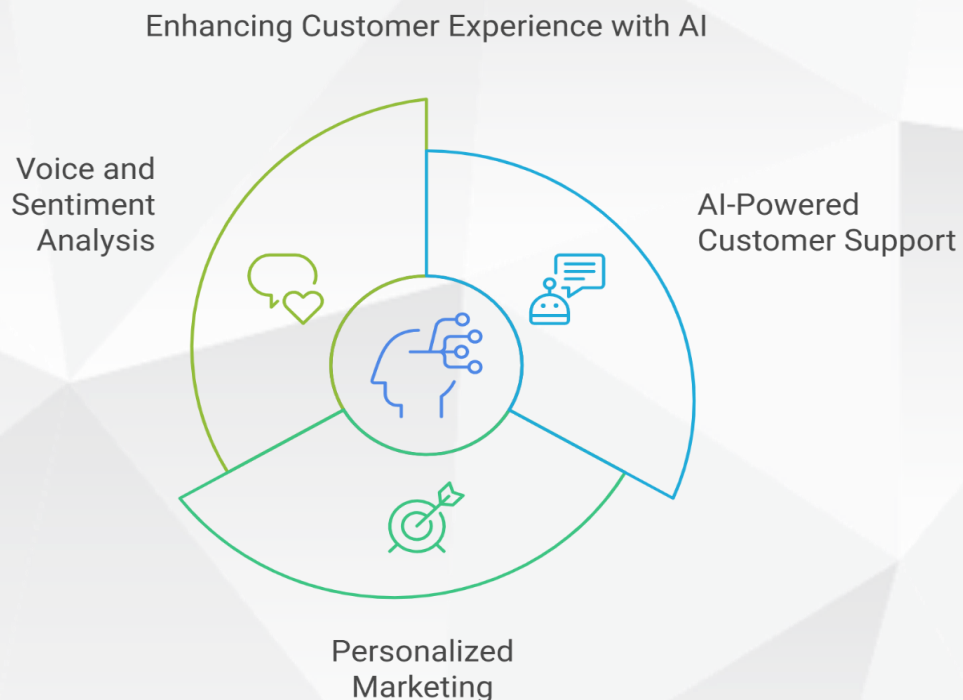 Enhancing Customer Experience with AI
Voice and
Sentiment
Analysis
AI-Powered
Customer Support
Personalized
Marketing